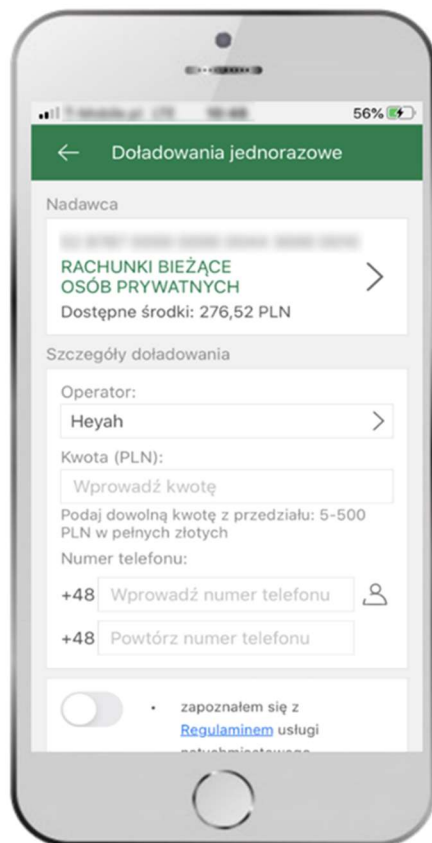 56%
Doładowania jednorazowe
Nadawca
RACHUNKI BIEŻĄCE
OSÓB PRYWATNYCH
Dostępne środki: 276,52 PLN
Szczegóły doładowania
Operator:
Heyah
Kwota (PLN):
Wprowadź kwotę
Podaj dowolną kwotę z przedziału: 5-500
PLN w pełnych złotych
Numer telefonu:
+48 Wprowadź numer telefonu
+48 Powtórz numer telefonu
• zapoznałem się z
Regulaminem usługi